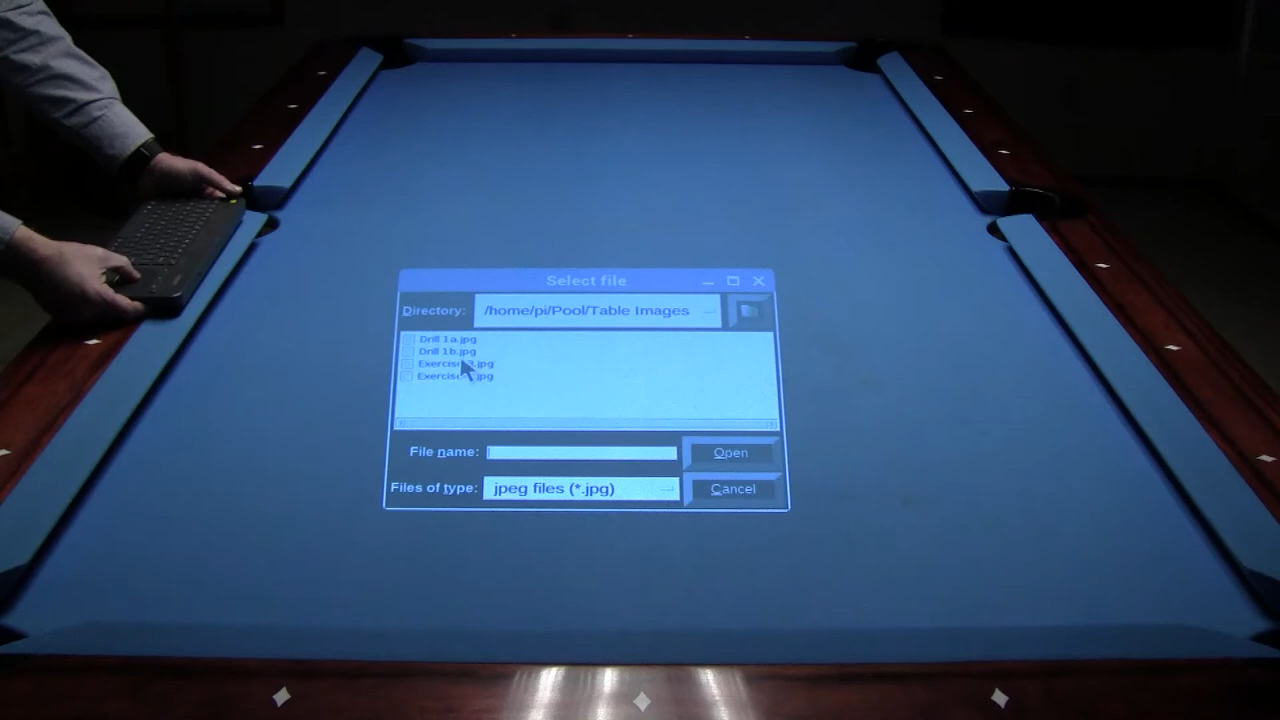 Select file
Directory: /home/pi/Pool/Table Images
Drill 1a.jpg
Drill 1b.jpg
File name:
Open
Files of type: jpeg files (*.jpg)
Cancel